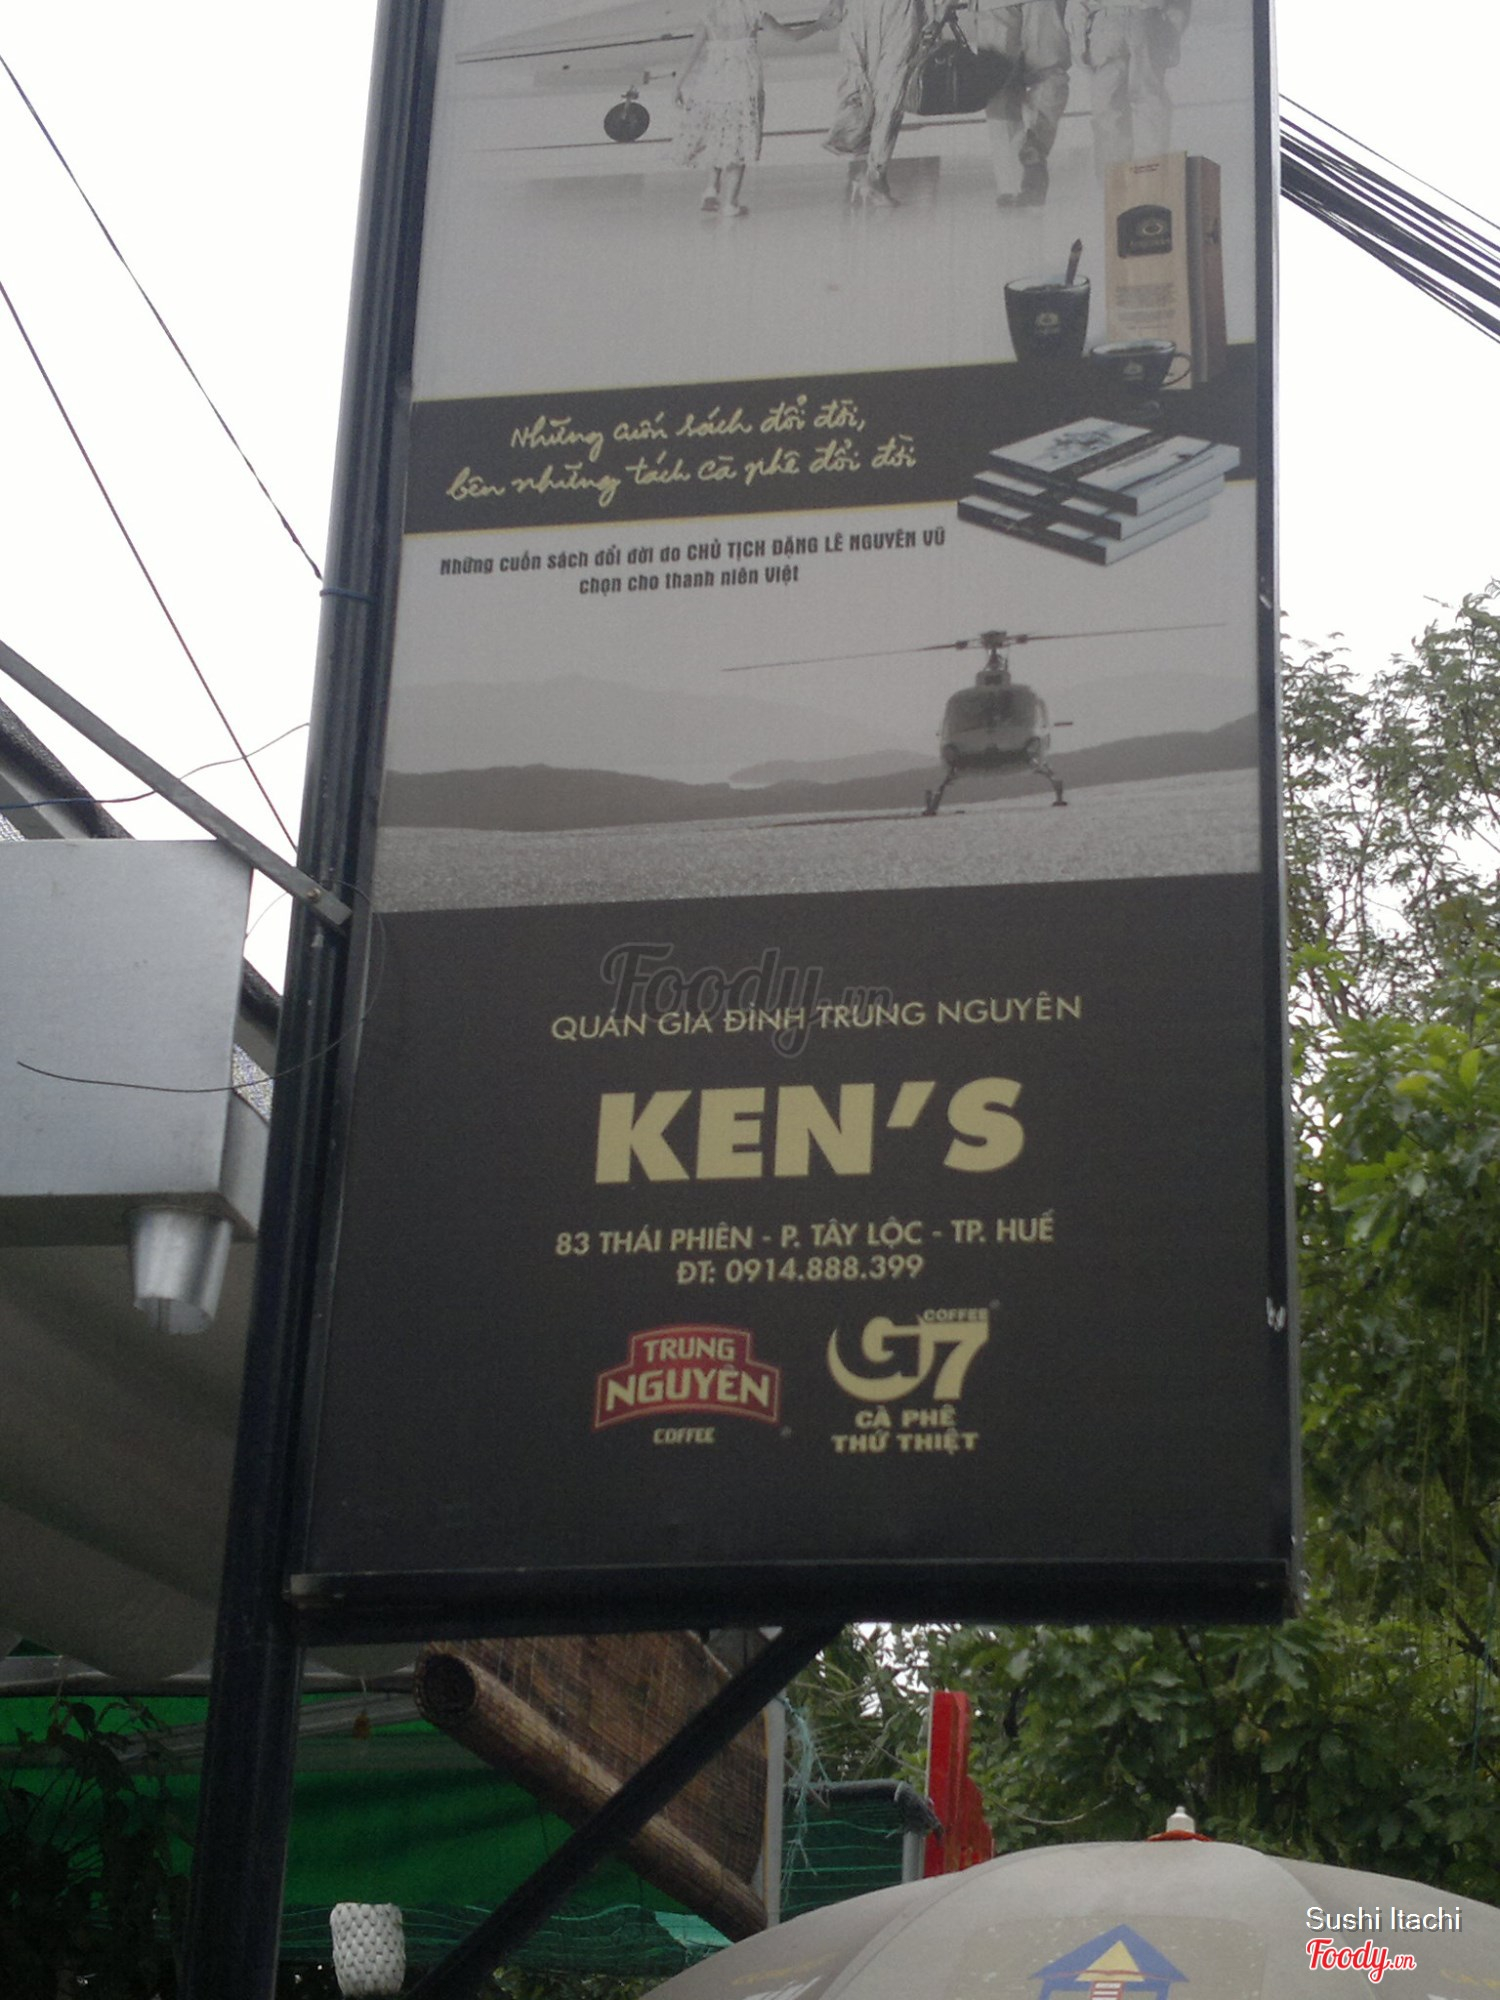 Những cuốn sách đổi đời,
bên những tách cà phê đổi đời
Những cuốn sách đổi đời do CHỦ TỊCH ĐẶNG LÊ NGUYÊN VŨ
chọn cho thanh niên Việt
Foody.vn
QUÁN GIA ĐÌNH TRUNG NGUYÊN
KEN'S
83 THÁI PHIÊN - P. TÂY LỘC - TP. HUẾ
ĐT: 0914.888.399
TRUNG
NGUYÊN
COFFEE
G7 COFFEE
CÀ PHÊ
THỨ THIỆT
Sushi Itachi
Foody.vn